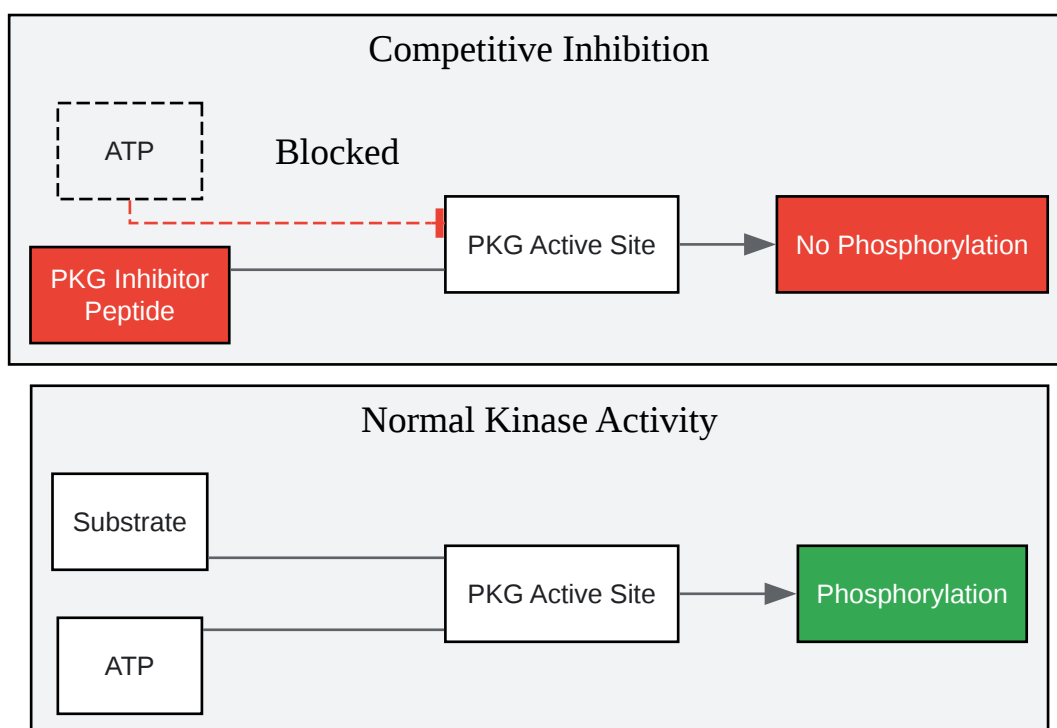 Competitive Inhibition
ATP
Blocked
PKG Active Site
No Phosphorylation
PKG Inhibitor
Peptide
Normal Kinase Activity
Substrate
PKG Active Site
Phosphorylation
ATP